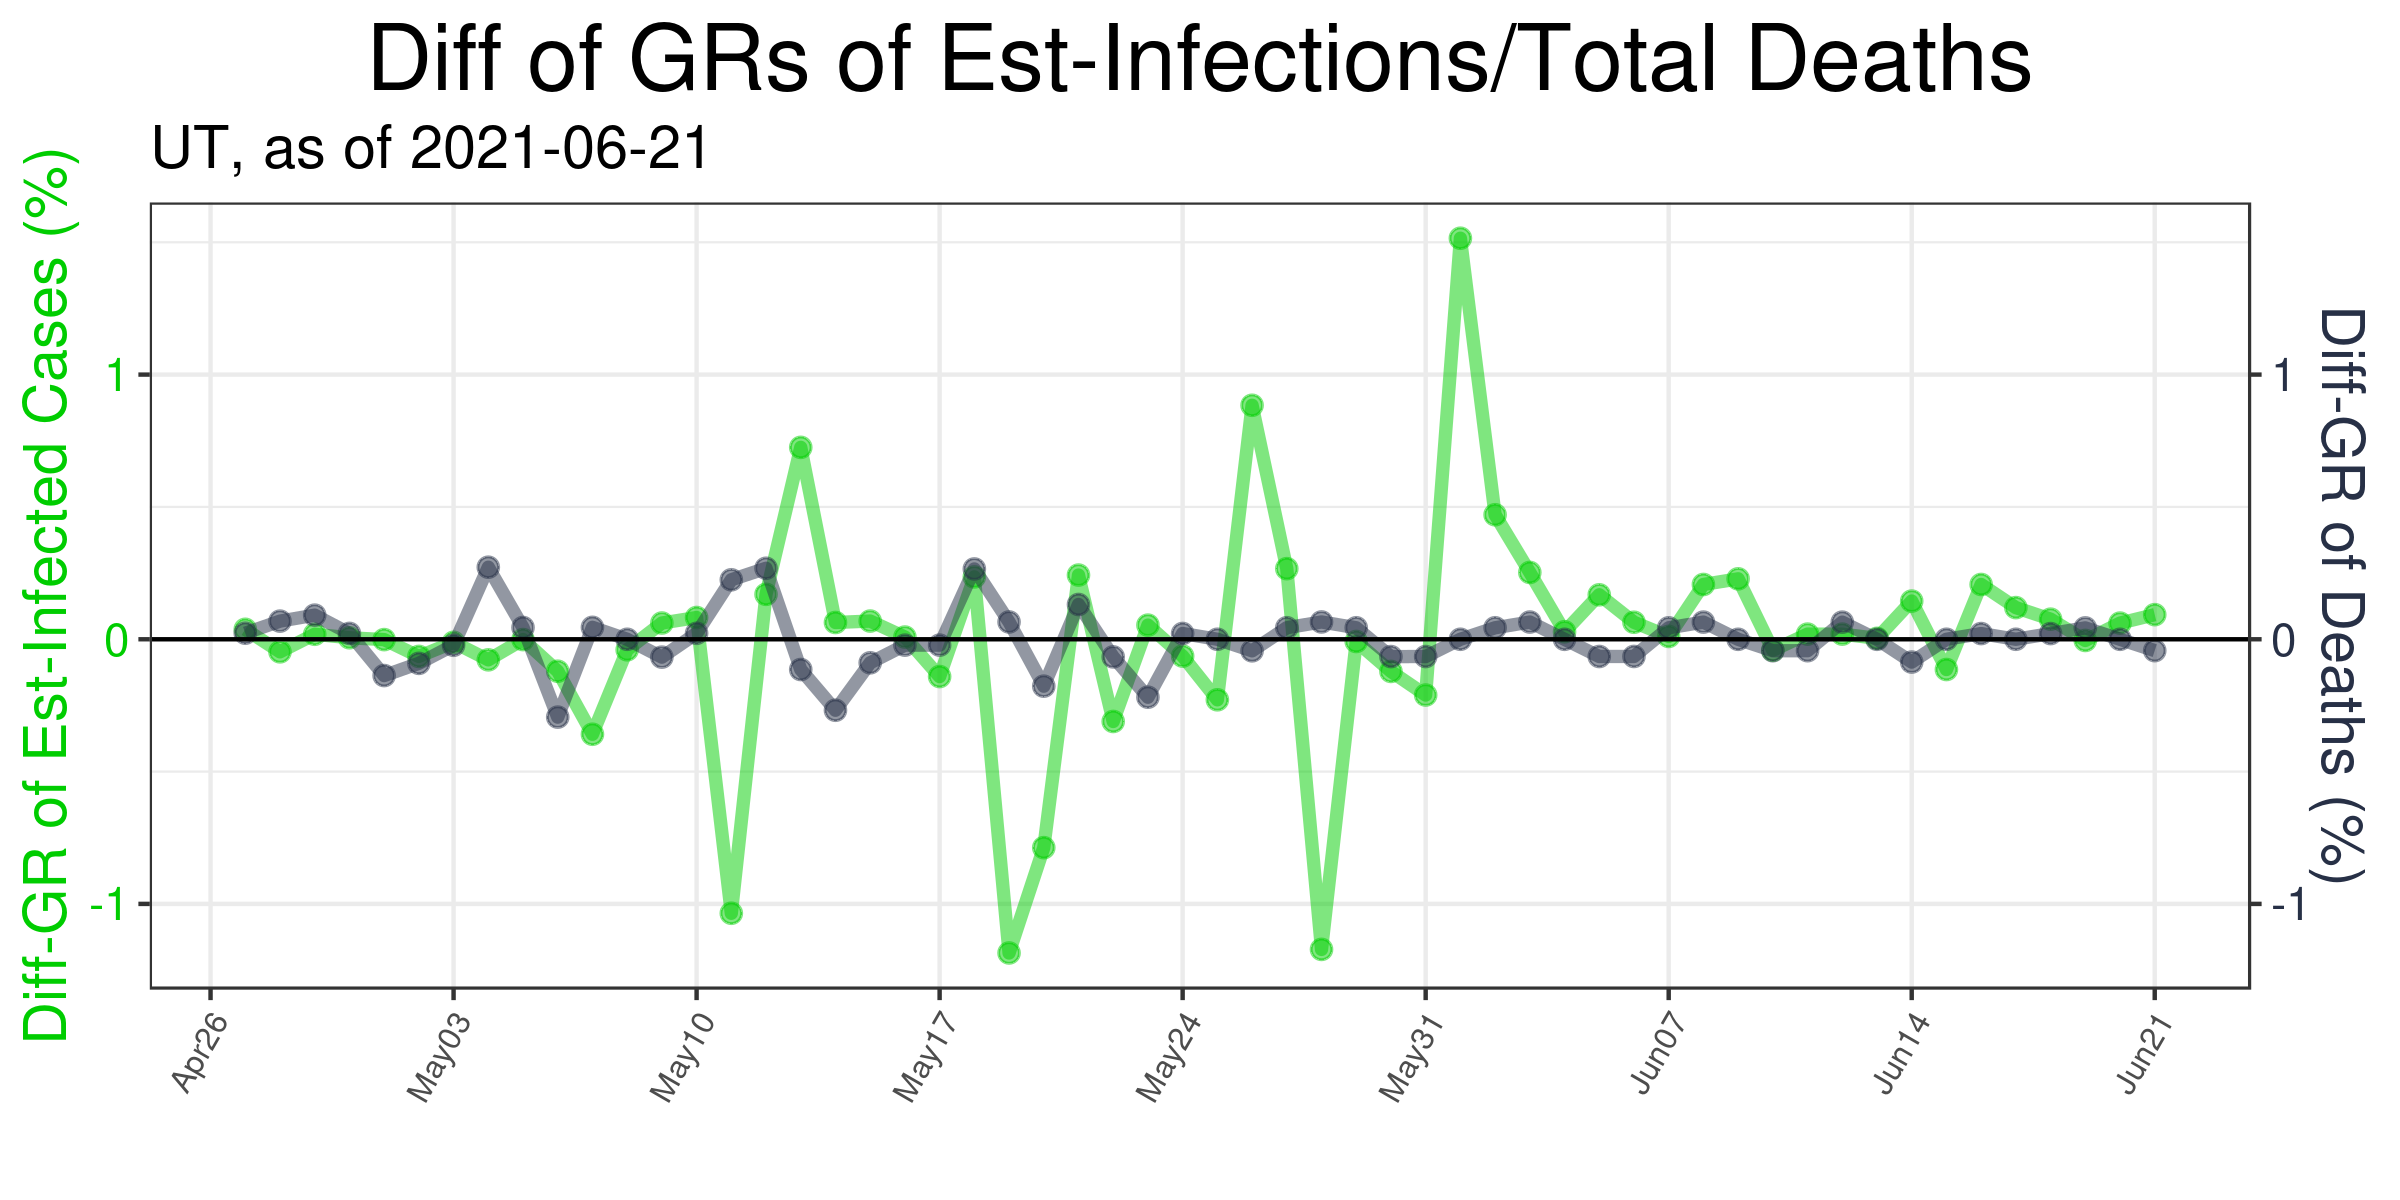 Diff of GRs of Est-Infections/Total Deaths
UT, as of 2021-06-21
Diff-GR of Est-Infected Cases (%)
1
0
-1
1
0
-1
Diff-GR of Deaths (%)
Apr26
May03
May10
May17
May24
May31
Jun07
Jun14
Jun21